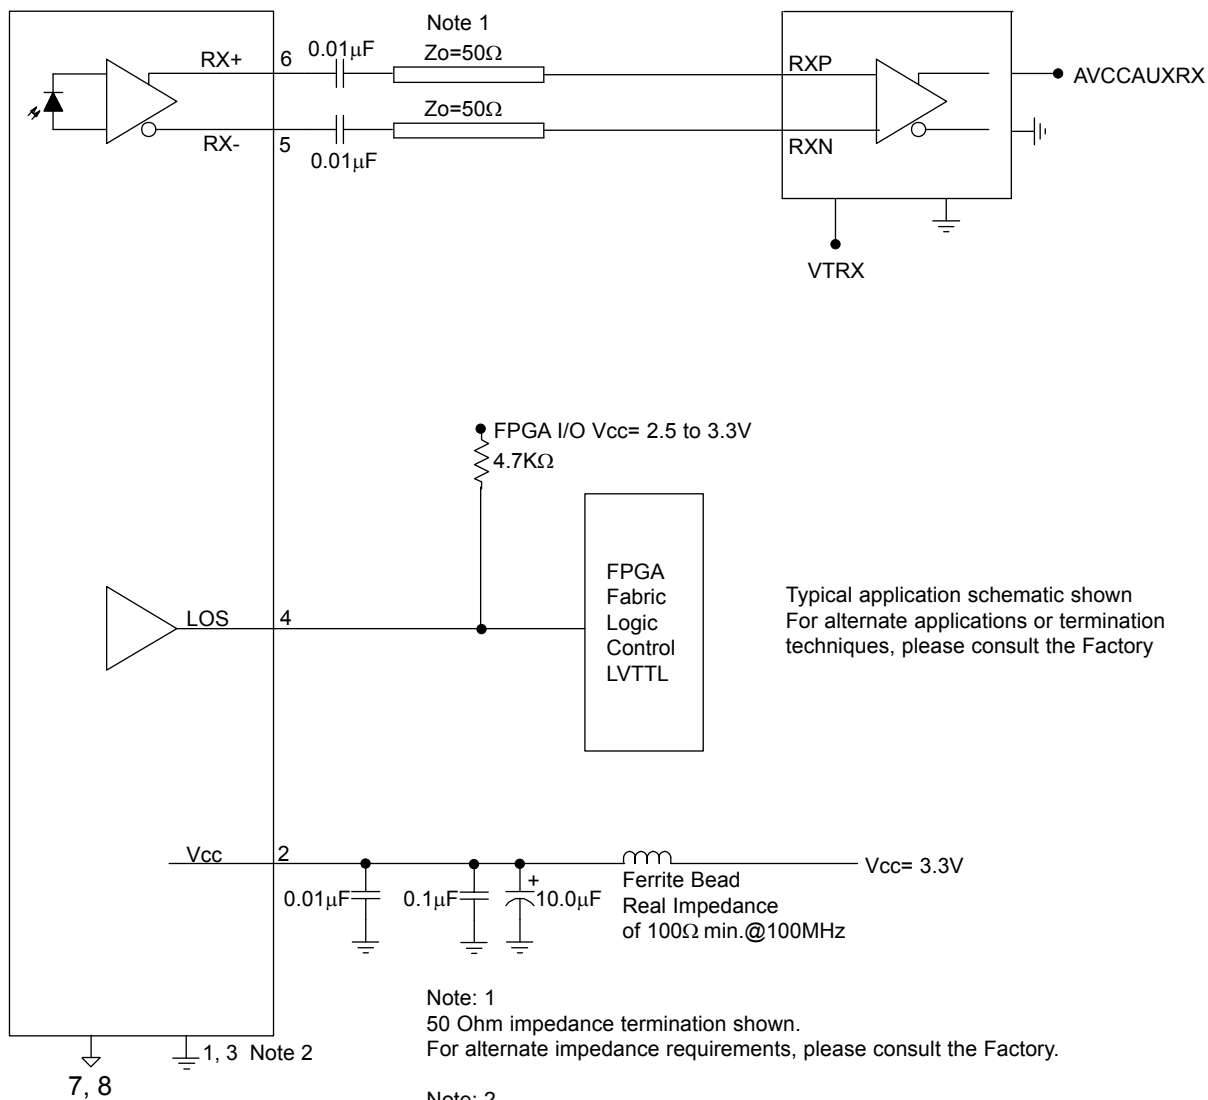 Note 1
RX+
6
0.01µF
Zo=50Ω
RXP
AVCCAUXRX
Zo=50Ω
RX-
5
0.01µF
RXN
VTRX
FPGA I/O Vcc= 2.5 to 3.3V
4.7KΩ
FPGA
Fabric
Logic
Control
LVTTL
LOS
4
Typical application schematic shown
For alternate applications or termination
techniques, please consult the Factory
Vcc
2
Vcc= 3.3V
0.01µF
0.1µF
+
10.0µF
Ferrite Bead
Real Impedance
of 100Ω min.@100MHz
Note: 1
50 Ohm impedance termination shown.
For alternate impedance requirements, please consult the Factory.
1, 3 Note 2
7, 8
Note: 2